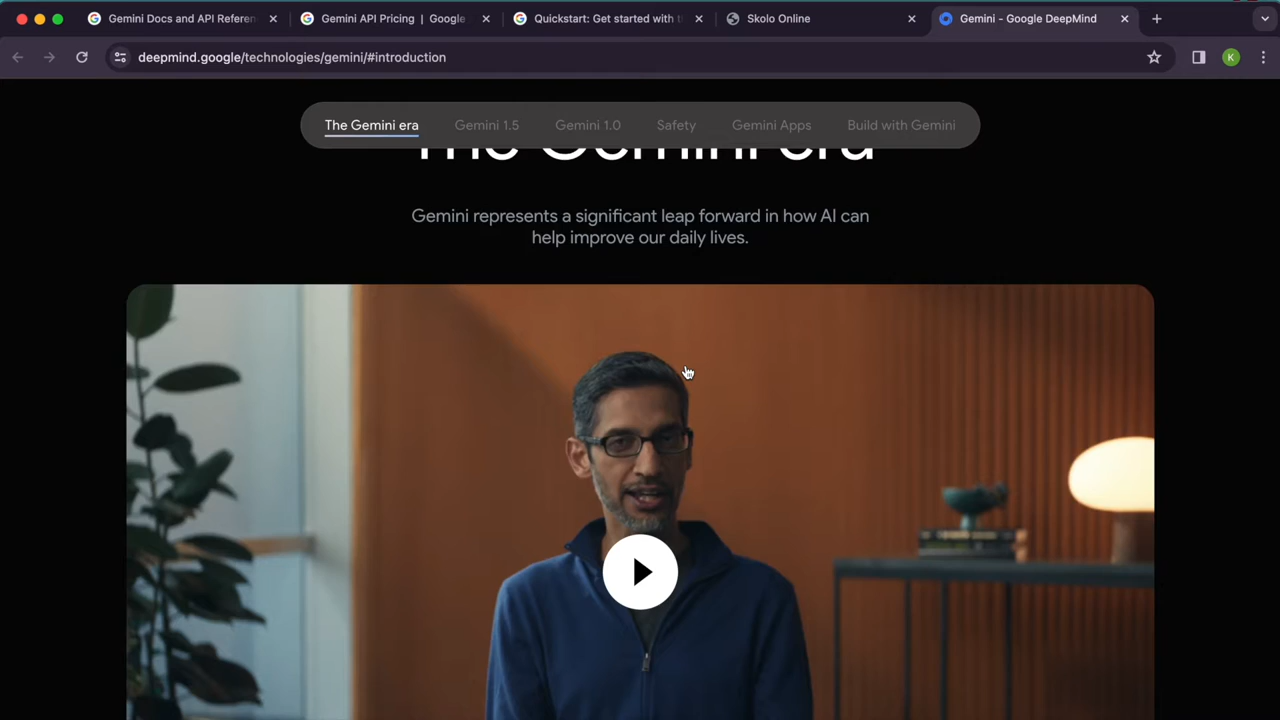 Gemini Docs and API Referen
Gemini API Pricing | Google
Quickstart: Get started with t
Skolo Online
Gemini - Google DeepMind
deepmind.google/technologies/gemini/#introduction
K
The Gemini era
Gemini 1.5
Gemini 1.0
Safety
Gemini Apps
Build with Gemini
The Gemini era
Gemini represents a significant leap forward in how AI can
help improve our daily lives.